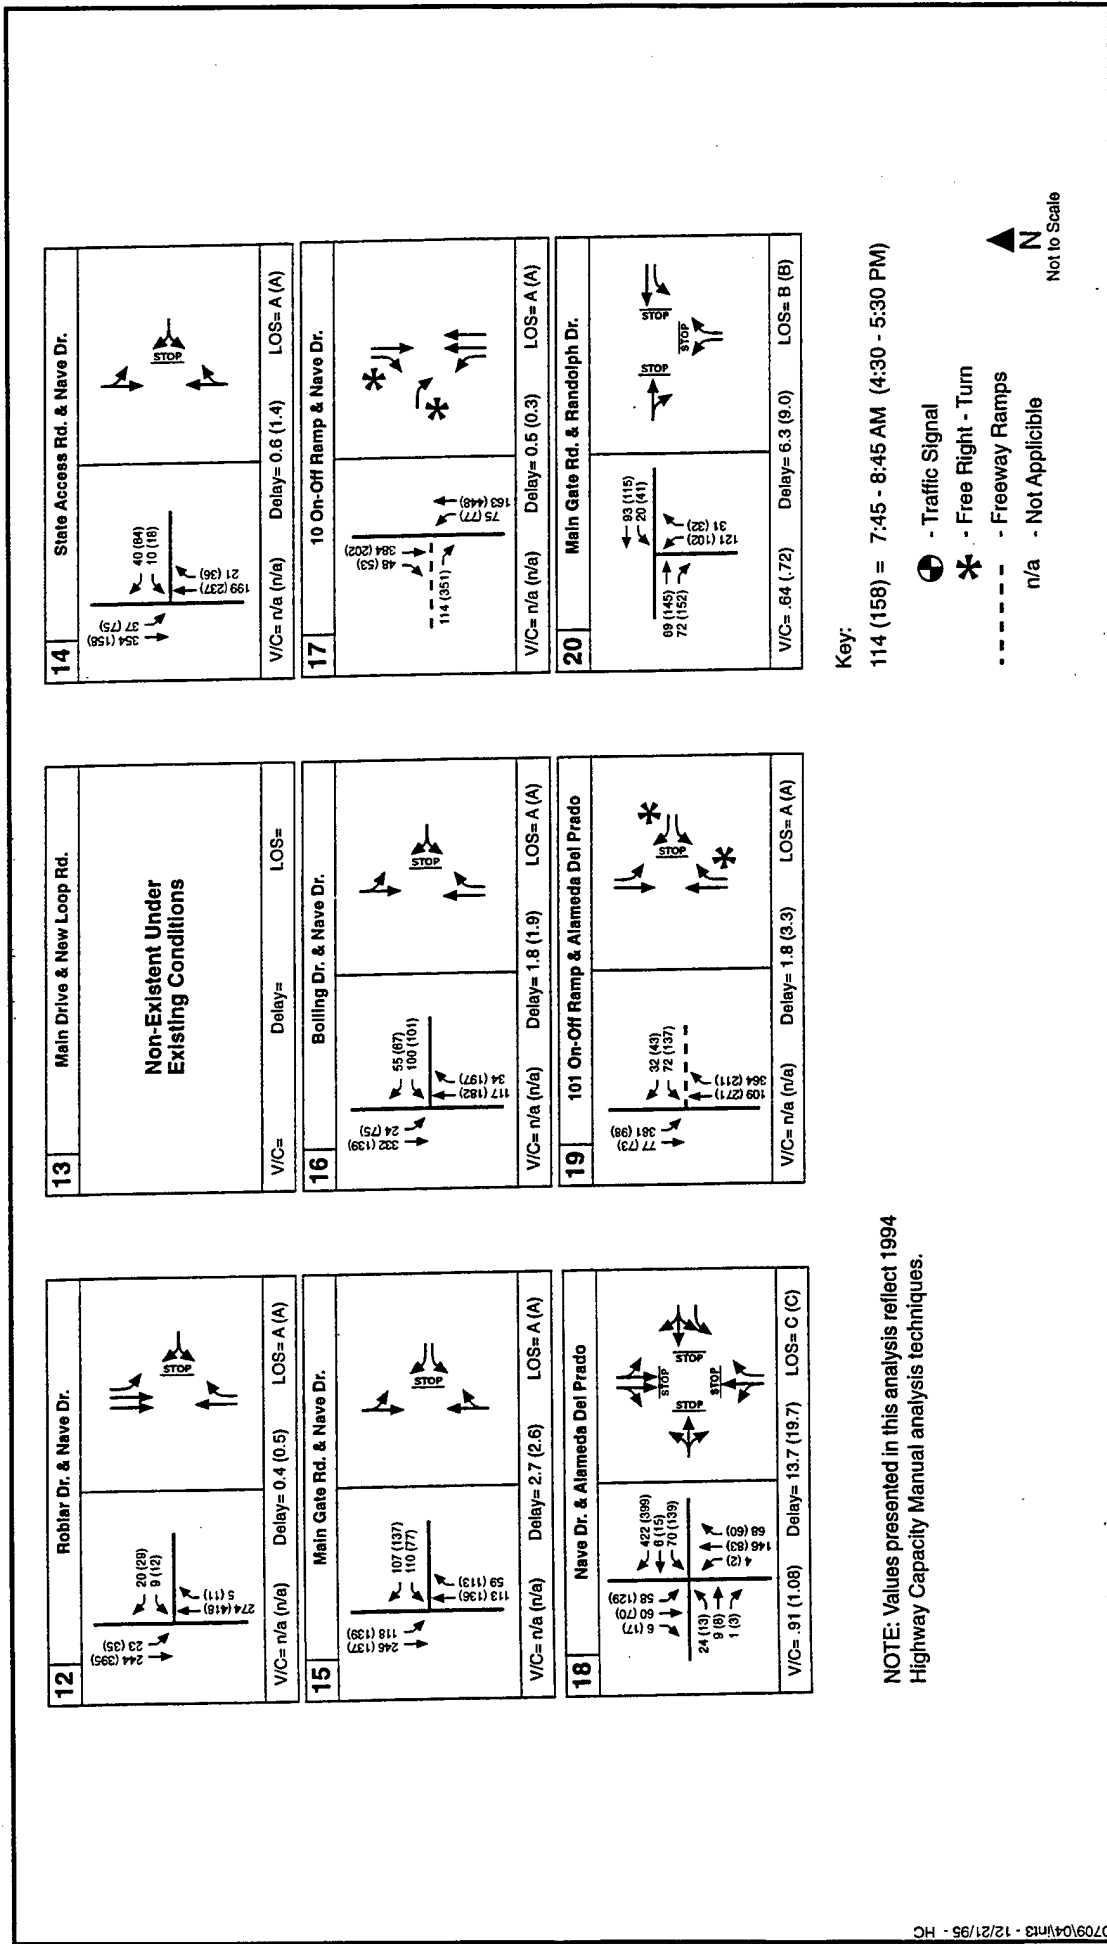 12
Roblar Dr. & Nave Dr.
244 (395)
23 (35)
20 (29)
9 (12)
274 (418)
5 (11)
STOP
V/C= n/a (n/a)
Delay= 0.4 (0.5)
LOS= A (A)
13
Main Drive & New Loop Rd.
Non-Existent Under
Existing Conditions
V/C=
Delay=
LOS=
14
State Access Rd. & Nave Dr.
354 (158)
37 (75)
40 (84)
10 (18)
199 (237)
21 (36)
STOP
V/C= n/a (n/a)
Delay= 0.6 (1.4)
LOS= A (A)
15
Main Gate Rd. & Nave Dr.
246 (137)
118 (139)
107 (137)
110 (77)
113 (136)
59 (113)
STOP
V/C= n/a (n/a)
Delay= 2.7 (2.6)
LOS= A (A)
16
Bolling Dr. & Nave Dr.
332 (139)
24 (75)
55 (67)
100 (101)
117 (182)
34 (197)
STOP
V/C= n/a (n/a)
Delay= 1.8 (1.9)
LOS= A (A)
17
10 On-Off Ramp & Nave Dr.
48 (53)
384 (202)
114 (351)
75 (77)
163 (448)
V/C= n/a (n/a)
Delay= 0.5 (0.3)
LOS= A (A)
18
Nave Dr. & Alameda Del Prado
6 (17)
60 (70)
58 (129)
422 (399)
6 (15)
70 (139)
24 (13)
9 (8)
1 (3)
4 (2)
146 (83)
68 (60)
STOP
STOP
STOP
STOP
V/C= .91 (1.08)
Delay= 13.7 (19.7)
LOS= C (C)
19
101 On-Off Ramp & Alameda Del Prado
77 (73)
381 (98)
32 (43)
72 (137)
109 (271)
364 (211)
STOP
V/C= n/a (n/a)
Delay= 1.8 (3.3)
LOS= A (A)
20
Main Gate Rd. & Randolph Dr.
93 (115)
20 (41)
69 (145)
72 (152)
121 (102)
31 (32)
STOP
STOP
STOP
V/C= .64 (.72)
Delay= 6.3 (9.0)
LOS= B (B)
NOTE: Values presented in this analysis reflect 1994
Highway Capacity Manual analysis techniques.
Key:
114 (158) = 7:45 - 8:45 AM (4:30 - 5:30 PM)
- Traffic Signal
- Free Right - Turn
- Freeway Ramps
n/a - Not Applicible
N
Not to Scale
0709/04/int3 - 12/21/95 - HC